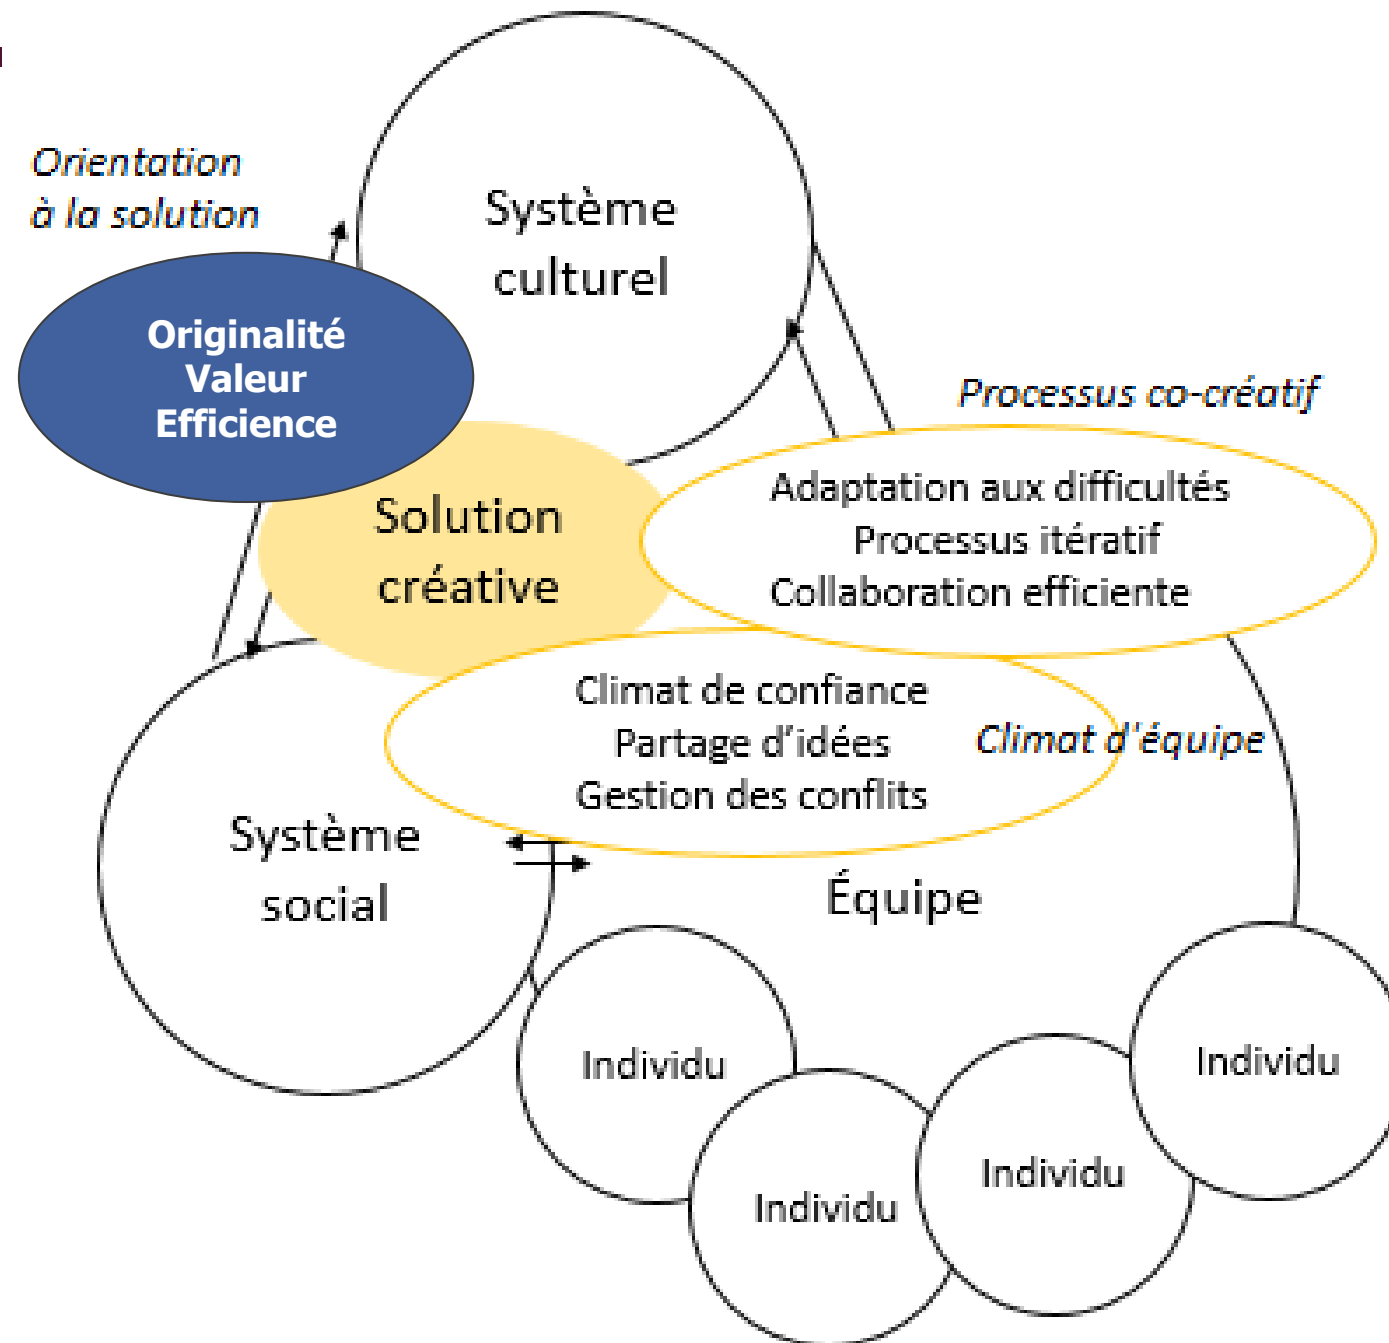 Orientation
à la solution
Système
culturel
Originalité
Valeur
Efficience
Processus co-créatif
Solution
créative
Adaptation aux difficultés
Processus itératif
Collaboration efficiente
Climat de confiance
Partage d'idées
Gestion des conflits
Climat d'équipe
Système
social
Équipe
Individu
Individu
Individu
Individu